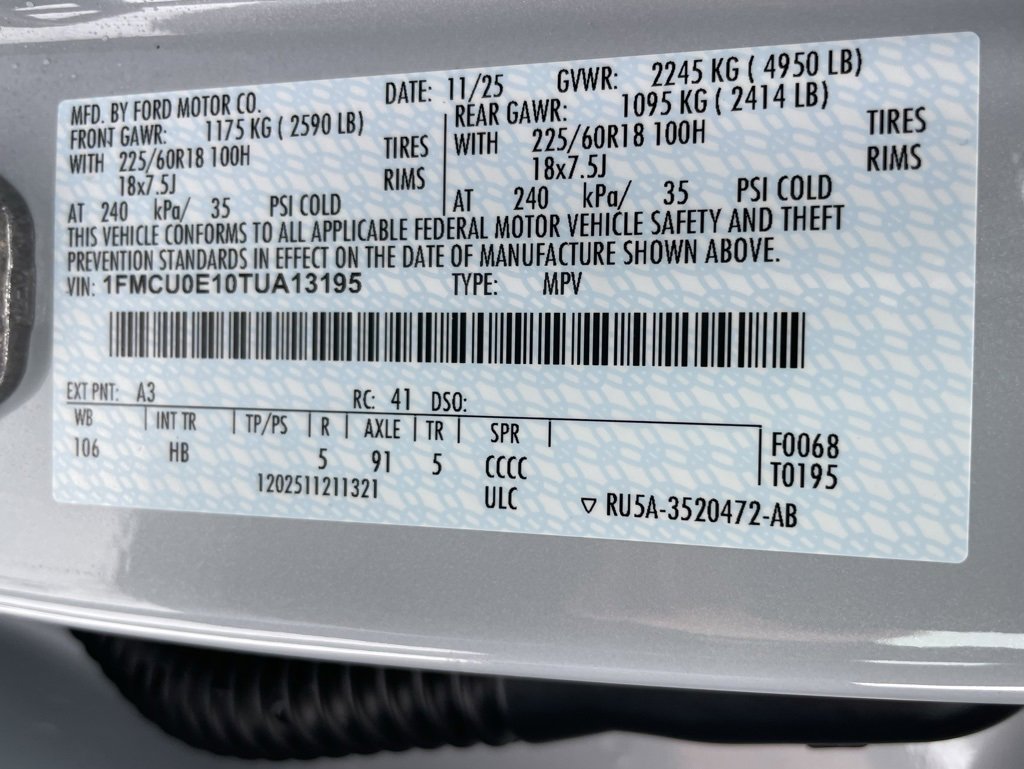 MFD. BY FORD MOTOR CO. DATE: 11/25 GVWR: 2245 KG ( 4950 LB)
FRONT GAWR: 1175 KG ( 2590 LB) REAR GAWR: 1095 KG ( 2414 LB)
WITH 225/60R18 100H TIRES WITH 225/60R18 100H TIRES
18x7.5J RIMS 18x7.5J RIMS
AT 240 kPa/ 35 PSI COLD AT 240 kPa/ 35 PSI COLD
THIS VEHICLE CONFORMS TO ALL APPLICABLE FEDERAL MOTOR VEHICLE SAFETY AND THEFT
PREVENTION STANDARDS IN EFFECT ON THE DATE OF MANUFACTURE SHOWN ABOVE.
VIN: 1FMCU0E10TUA13195 TYPE: MPV
EXT PNT: A3 RC: 41 DSO:
WB INT TR TP/PS R AXLE TR SPR
106 HB 5 91 5 CCCC
F0068
T0195
1202511211321 ULC RU5A-3520472-AB